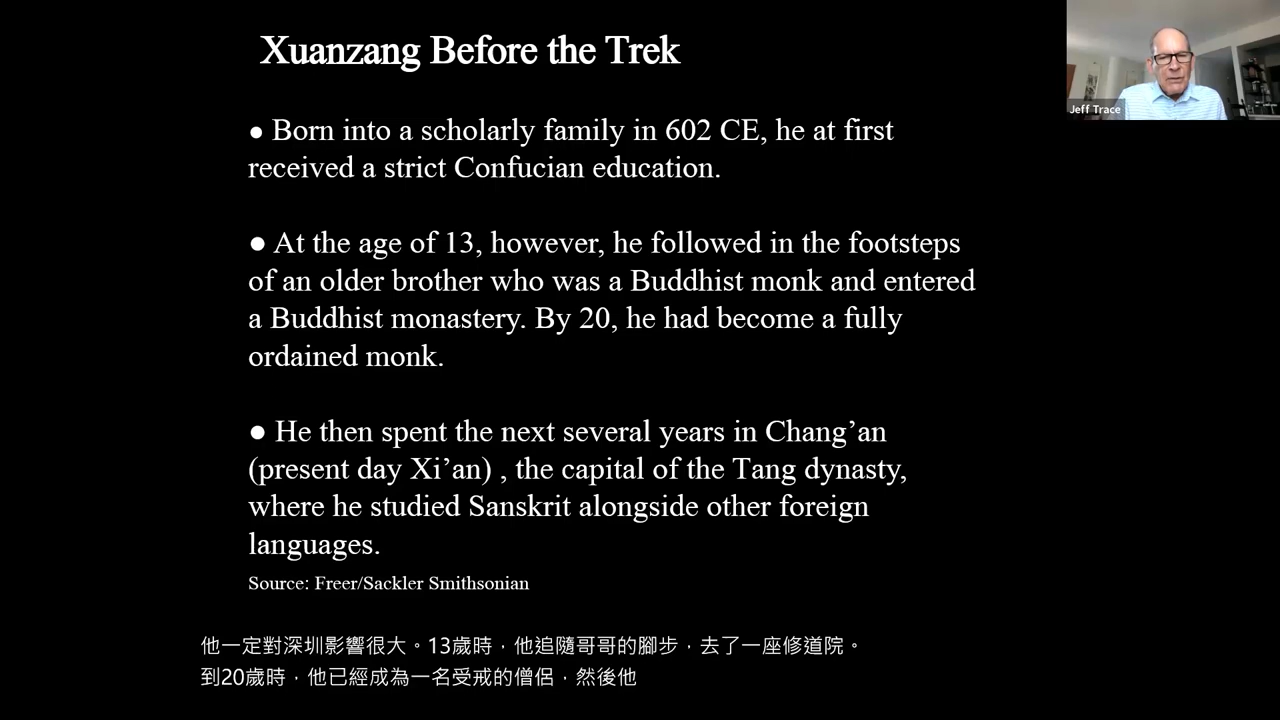 Xuanzang Before the Trek
Jeff Trace
● Born into a scholarly family in 602 CE, he at first
received a strict Confucian education.
● At the age of 13, however, he followed in the footsteps
of an older brother who was a Buddhist monk and entered
a Buddhist monastery. By 20, he had become a fully
ordained monk.
● He then spent the next several years in Chang’an
(present day Xi’an) , the capital of the Tang dynasty,
where he studied Sanskrit alongside other foreign
languages.
Source: Freer/Sackler Smithsonian
他一定對深圳影響很大。13歲時，他追隨哥哥的腳步，去了一座修道院。
到20歲時，他已經成為一名受戒的僧侶，然後他